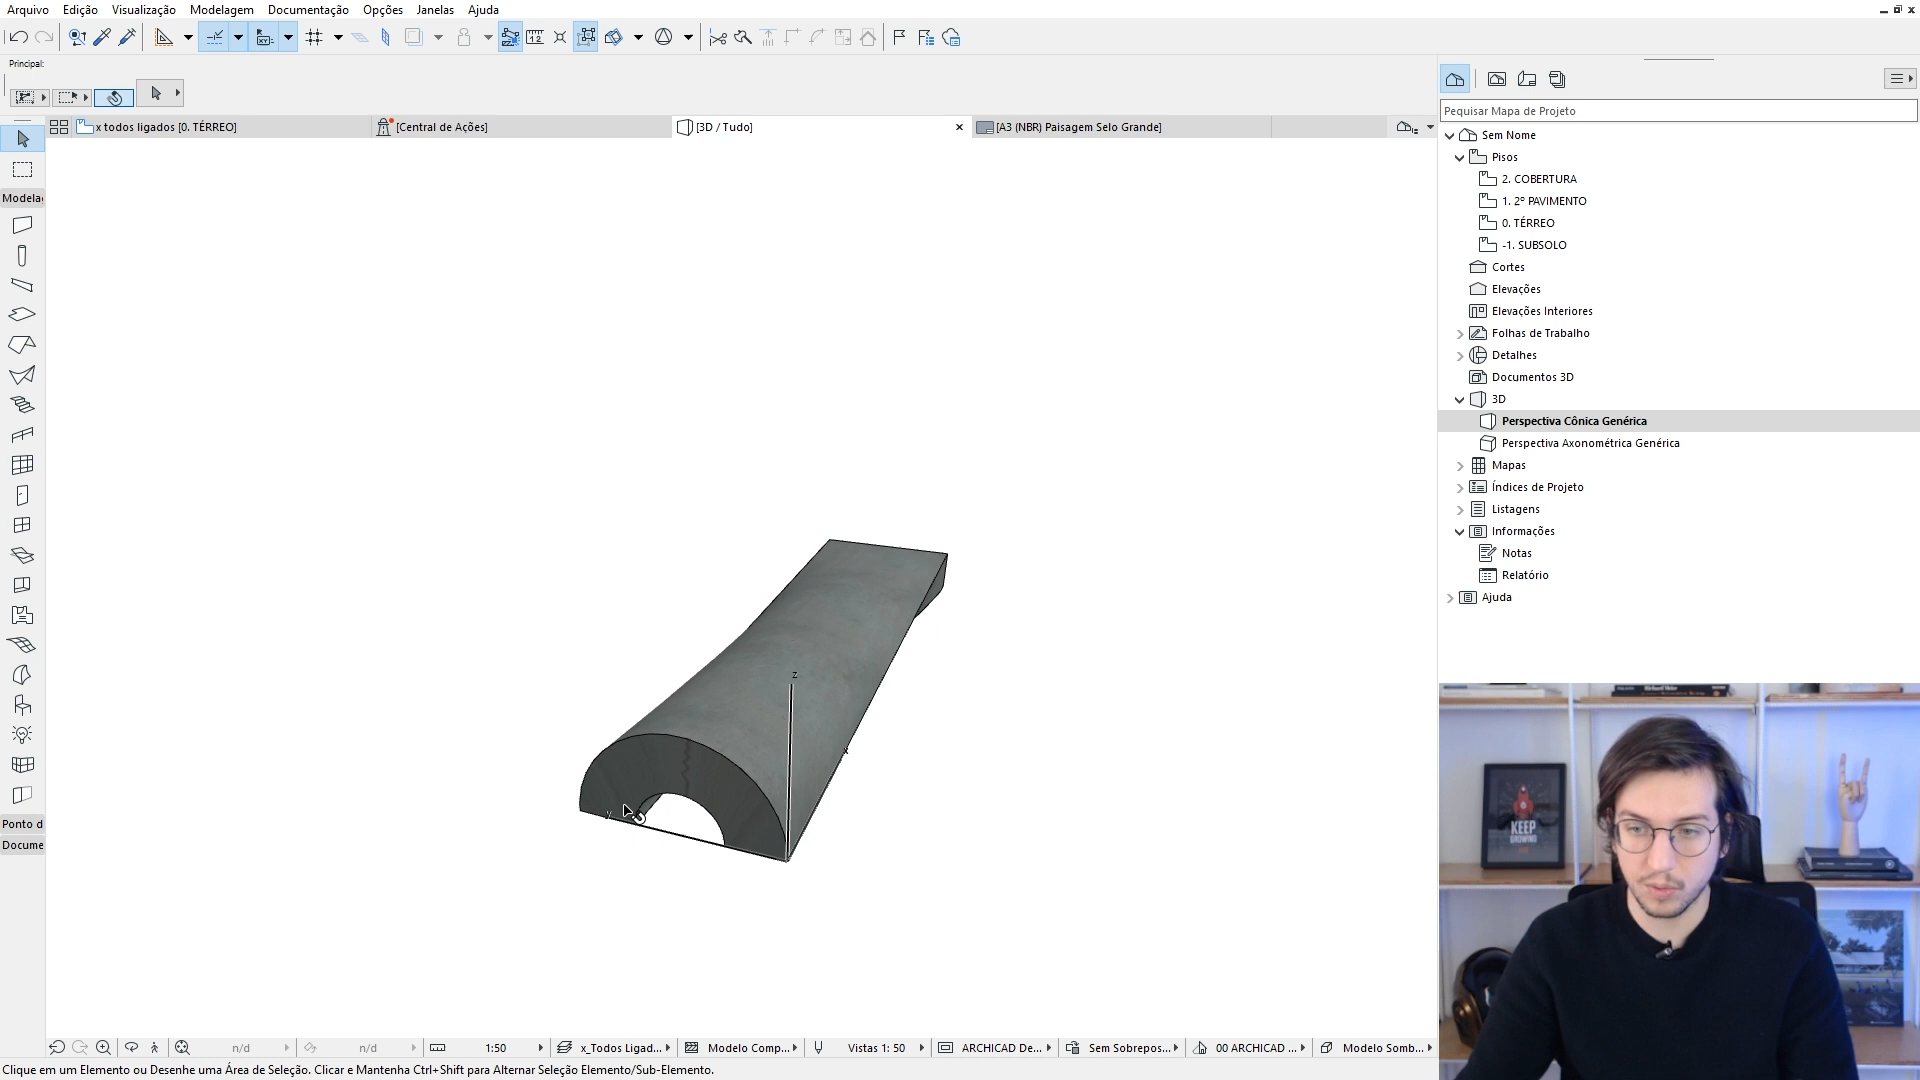 Arquivo Edição Visualização Modelagem Documentação Opções Janelas Ajuda
Principal:
x todos ligados [0. TÉRREO]
[Central de Ações]
[3D / Tudo]
[A3 (NBR) Paisagem Selo Grande]
Pequisar Mapa de Projeto
Sem Nome
Pisos
2. COBERTURA
1. 2º PAVIMENTO
0. TÉRREO
-1. SUBSOLO
Cortes
Elevações
Elevações Interiores
Folhas de Trabalho
Detalhes
Documentos 3D
3D
Perspectiva Cônica Genérica
Perspectiva Axonométrica Genérica
Mapas
Índices de Projeto
Listagens
Informações
Notas
Relatório
Ajuda
Modela
Ponto d
Docume
z
x
y
KEEP
GROWING
n/d n/d 1:50 x_Todos Ligad... Modelo Comp... Vistas 1: 50 ARCHICAD De... Sem Sobrepos... 00 ARCHICAD ... Modelo Somb...
Clique em um Elemento ou Desenhe uma Área de Seleção. Clicar e Mantenha Ctrl+Shift para Alternar Seleção Elemento/Sub-Elemento.